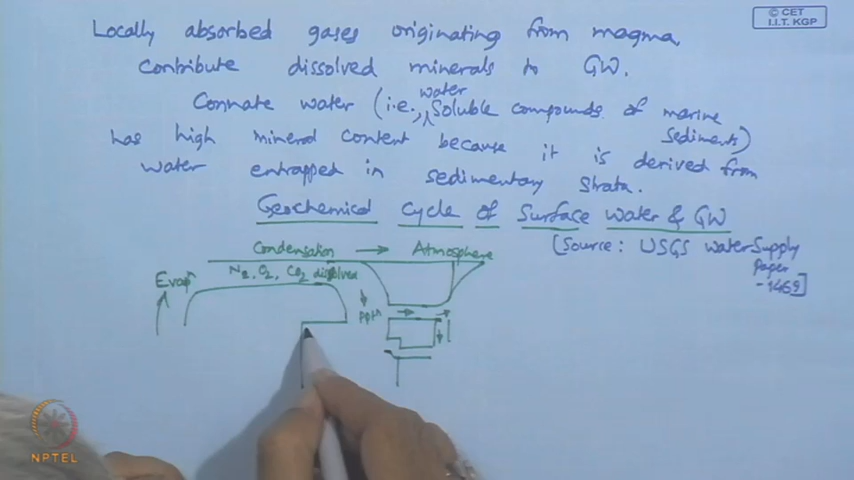 © CET
I.I.T. KGP
Locally absorbed gases originating from magma,
contribute dissolved minerals to GW.
Connate water (i.e., water soluble compounds of marine sediments)
has high mineral content because it is derived from
water entrapped in sedimentary strata.
Geochemical Cycle of Surface Water & GW
[Source: USGS Water Supply Paper - 1469]
Condensation → Atmosphere
N2, O2, CO2 dissolved
Evapn
pptn
NPTEL